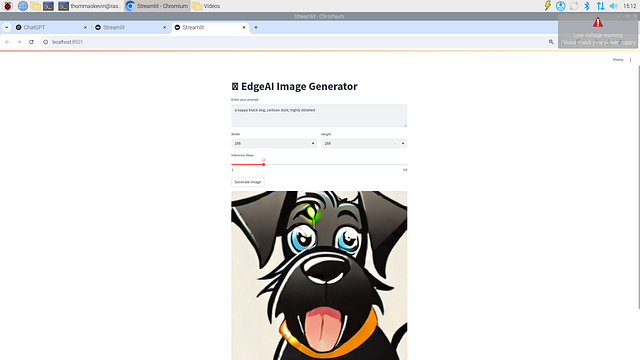 thommaskevin@ras...
Streamlit - Chromium
Videos
15:12
Streamlit - Chromium
Low voltage warning
Please check your power supply
ChatGPT
Streamlit
Streamlit
localhost:8501
Deploy
EdgeAI Image Generator
Enter your prompt
a happy black dog, cartoon style, highly detailed
Width
Height
288
288
Inference Steps
1
50
Generate Image